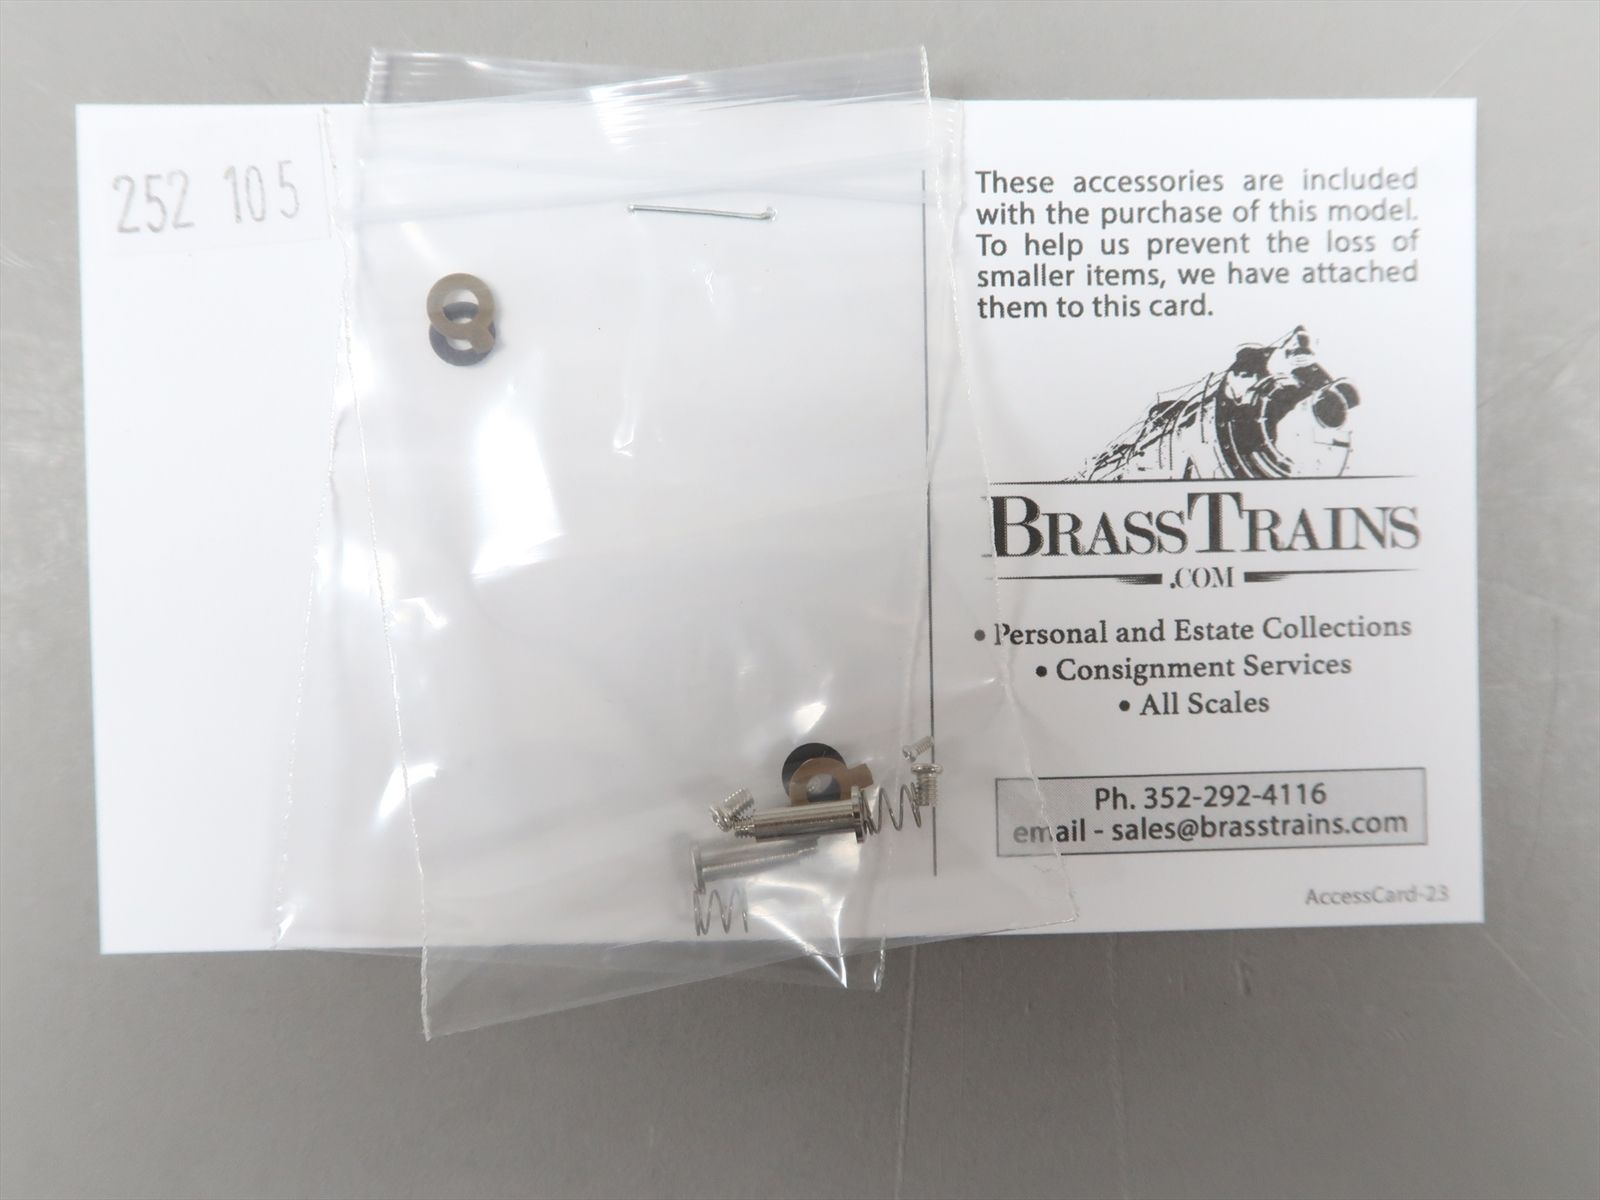 252 105
These accessories are included
with the purchase of this model.
To help us prevent the loss of
smaller items, we have attached
them to this card.
BRASSTRAINS
.COM
• Personal and Estate Collections
• Consignment Services
• All Scales
Ph. 352-292-4116
email - sales@brasstrains.com
AccessCard-23